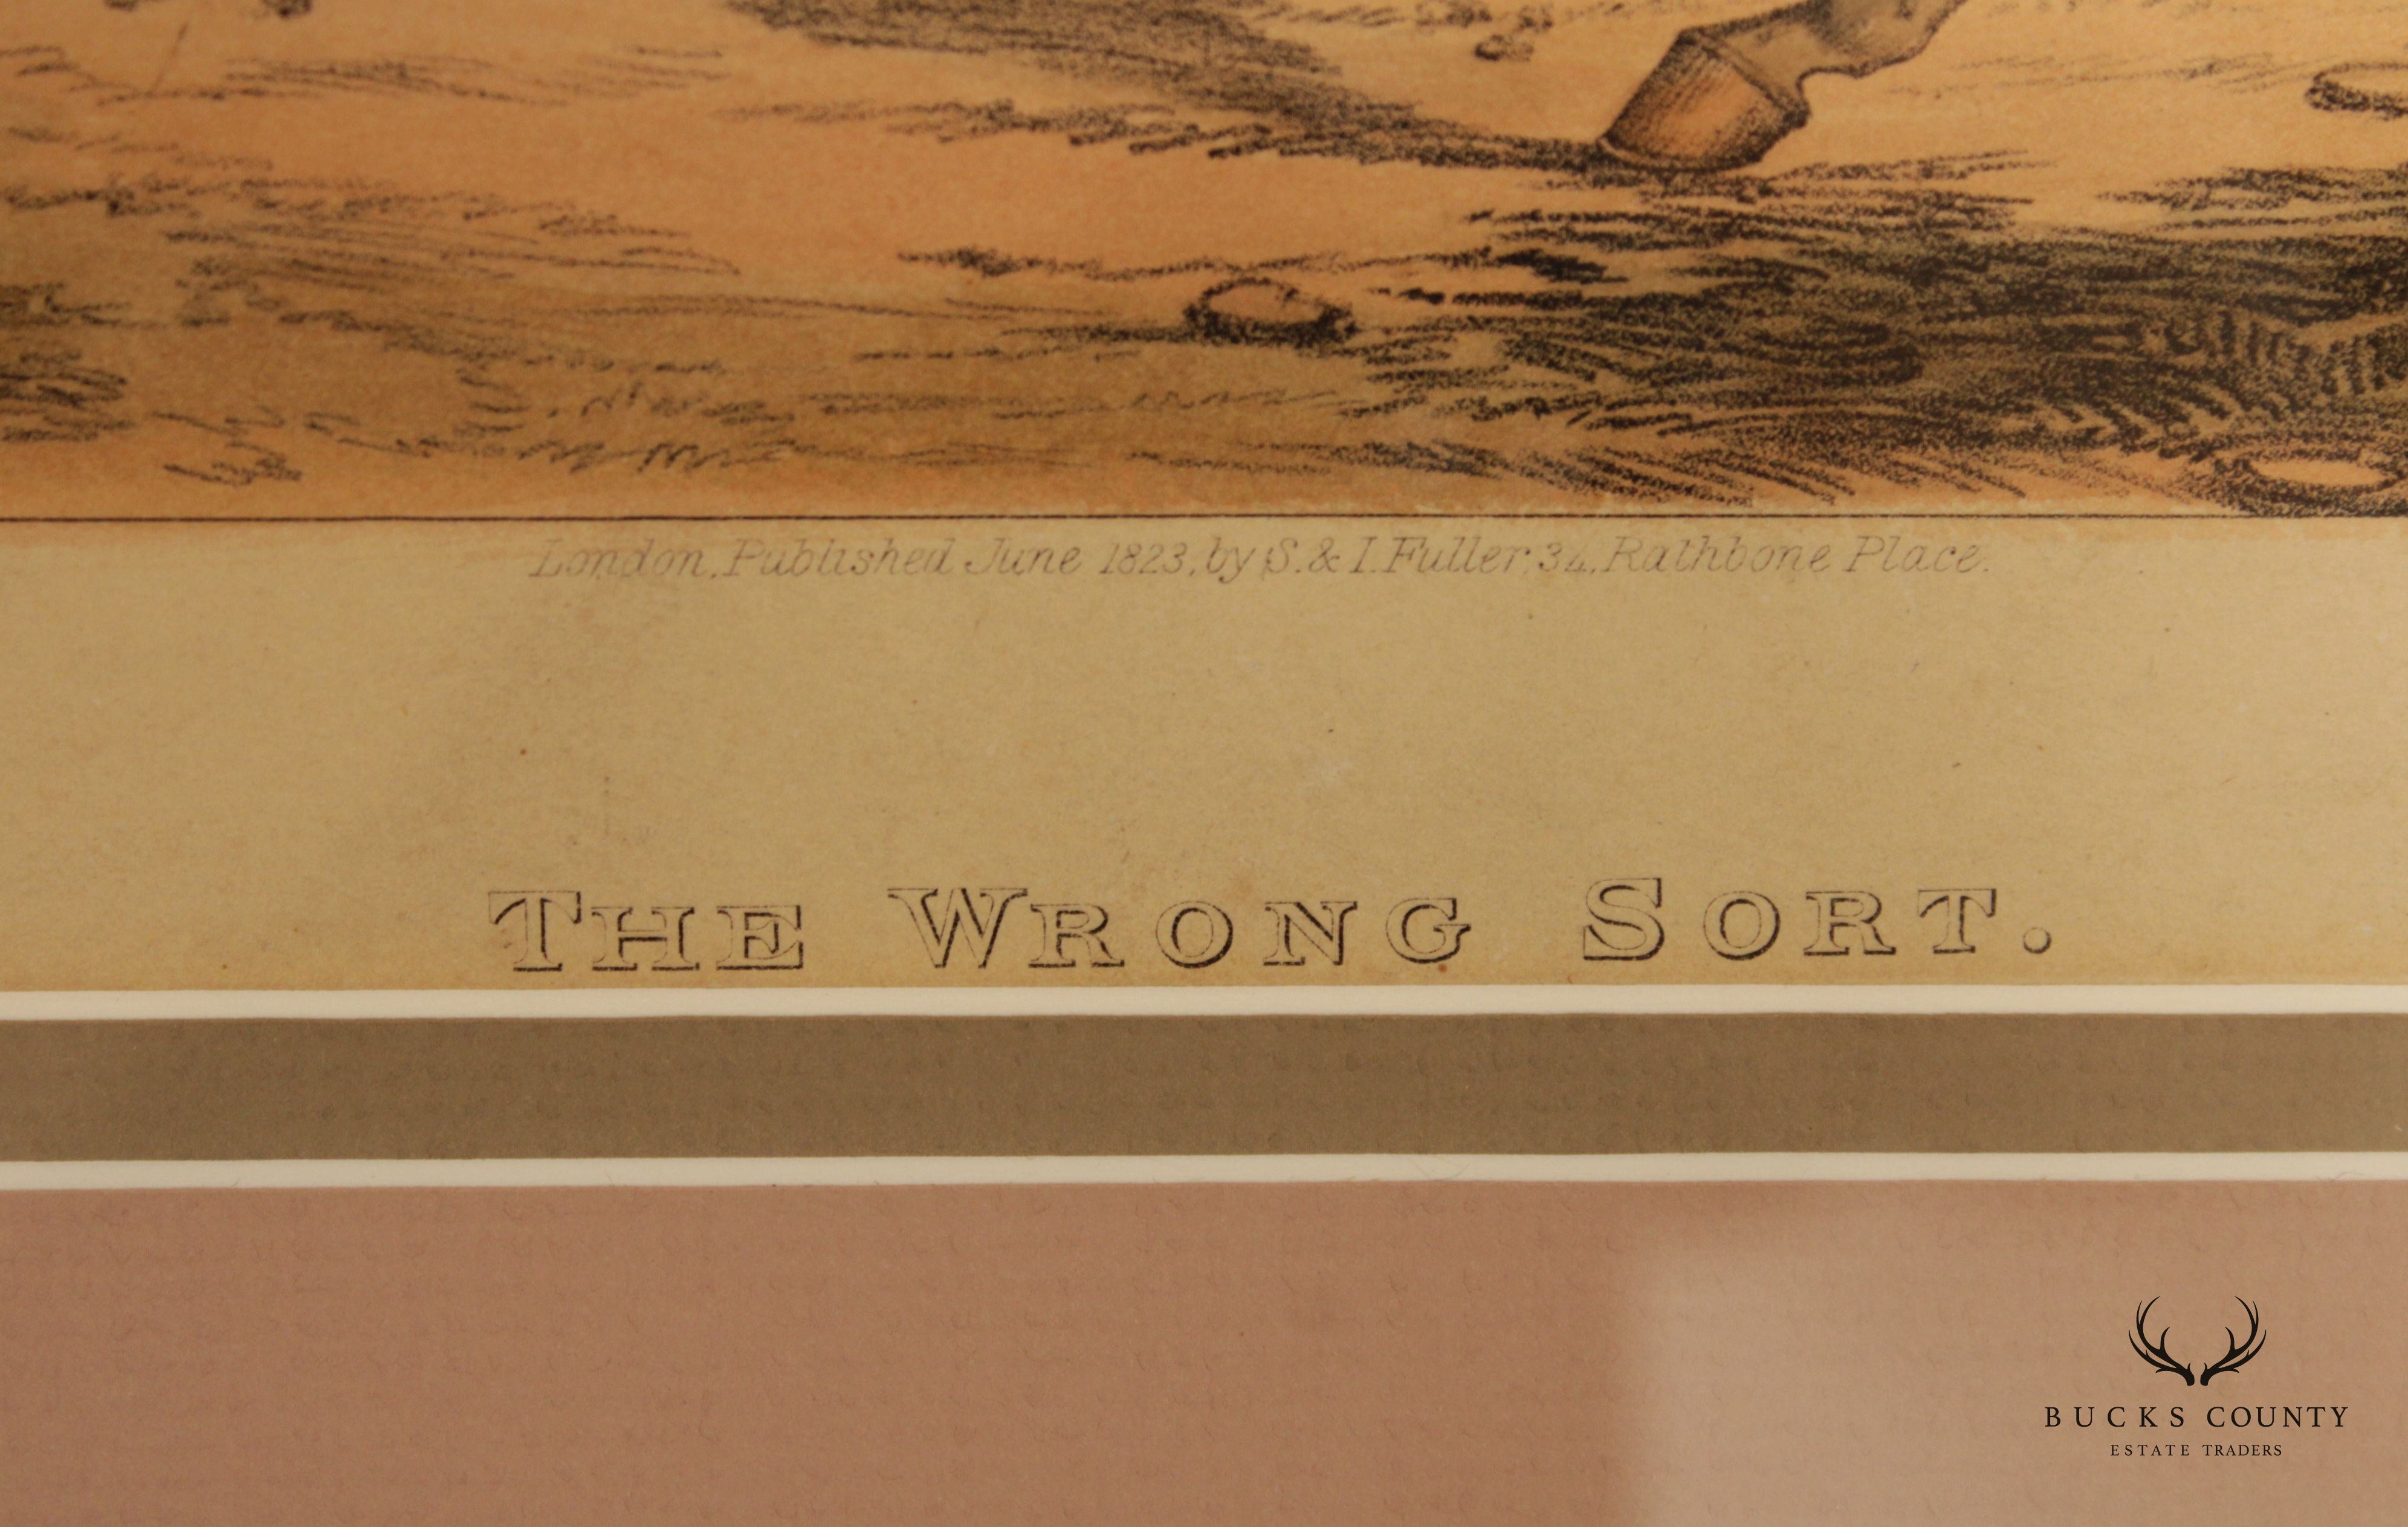 London, Published June 1823, by S. & I. Fuller, 34, Rathbone Place.
THE WRONG SORT.
BUCKS COUNTY
ESTATE TRADERS